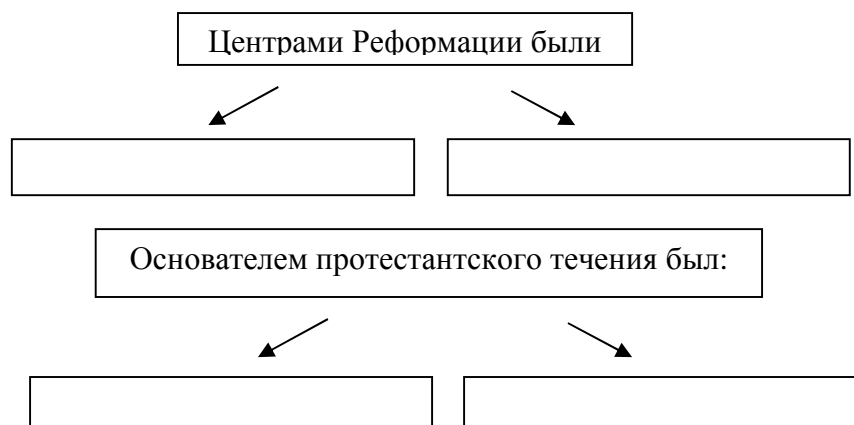 Центрами Реформации были
Основателем протестантского течения был: